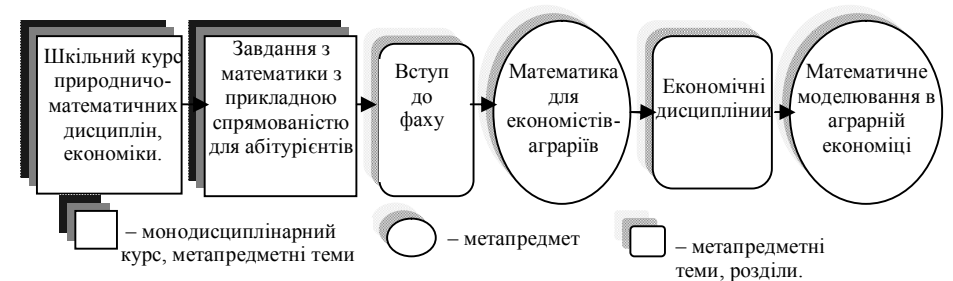 Шкільний курс
природничо-
математичних
дисциплін,
економіки.
Завдання з
математики з
прикладною
спрямованістю
для абітурієнтів
Вступ
до
фаху
Математика
для
економістів-
аграріїв
Економічні
дисциплінии
Математичне
моделювання в
аграрній
економіці
– монодисциплінарний
курс, метапредметні теми
– метапредмет
– метапредметні
теми, розділи.